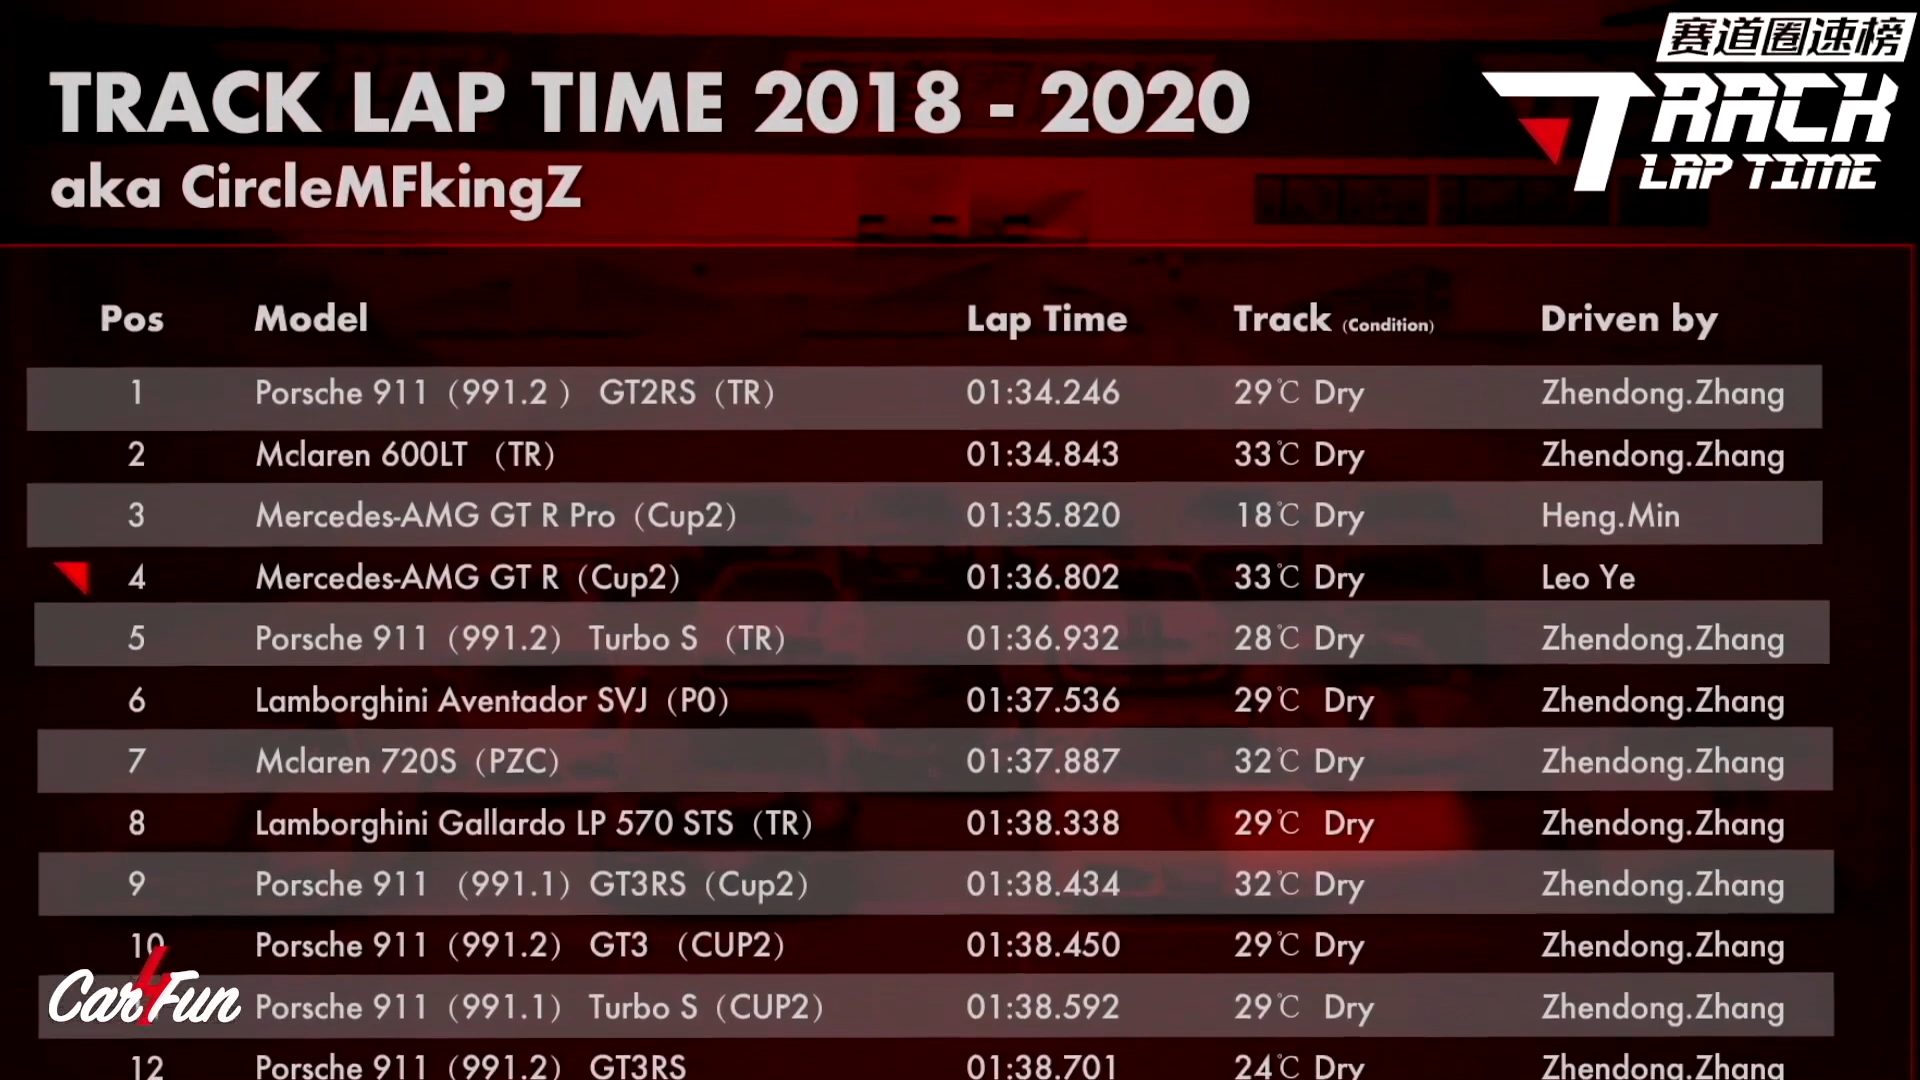 赛道圈速榜
TRACK
LAP TIME
TRACK LAP TIME 2018 - 2020
aka CircleMFkingZ
Pos Model Lap Time Track (Condition) Driven by
1 Porsche 911（991.2 ） GT2RS（TR） 01:34.246 29℃ Dry Zhendong.Zhang
2 Mclaren 600LT （TR） 01:34.843 33℃ Dry Zhendong.Zhang
3 Mercedes-AMG GT R Pro（Cup2） 01:35.820 18℃ Dry Heng.Min
4 Mercedes-AMG GT R（Cup2） 01:36.802 33℃ Dry Leo Ye
5 Porsche 911（991.2） Turbo S （TR） 01:36.932 28℃ Dry Zhendong.Zhang
6 Lamborghini Aventador SVJ（P0） 01:37.536 29℃ Dry Zhendong.Zhang
7 Mclaren 720S（PZC） 01:37.887 32℃ Dry Zhendong.Zhang
8 Lamborghini Gallardo LP 570 STS（TR） 01:38.338 29℃ Dry Zhendong.Zhang
9 Porsche 911 （991.1） GT3RS（Cup2） 01:38.434 32℃ Dry Zhendong.Zhang
10 Porsche 911（991.2） GT3 （CUP2） 01:38.450 29℃ Dry Zhendong.Zhang
Car4Fun Porsche 911（991.1） Turbo S（CUP2） 01:38.592 29℃ Dry Zhendong.Zhang
12 Porsche 911（991.2） GT3RS 01:38.701 24℃ Dry Zhendong.Zhang